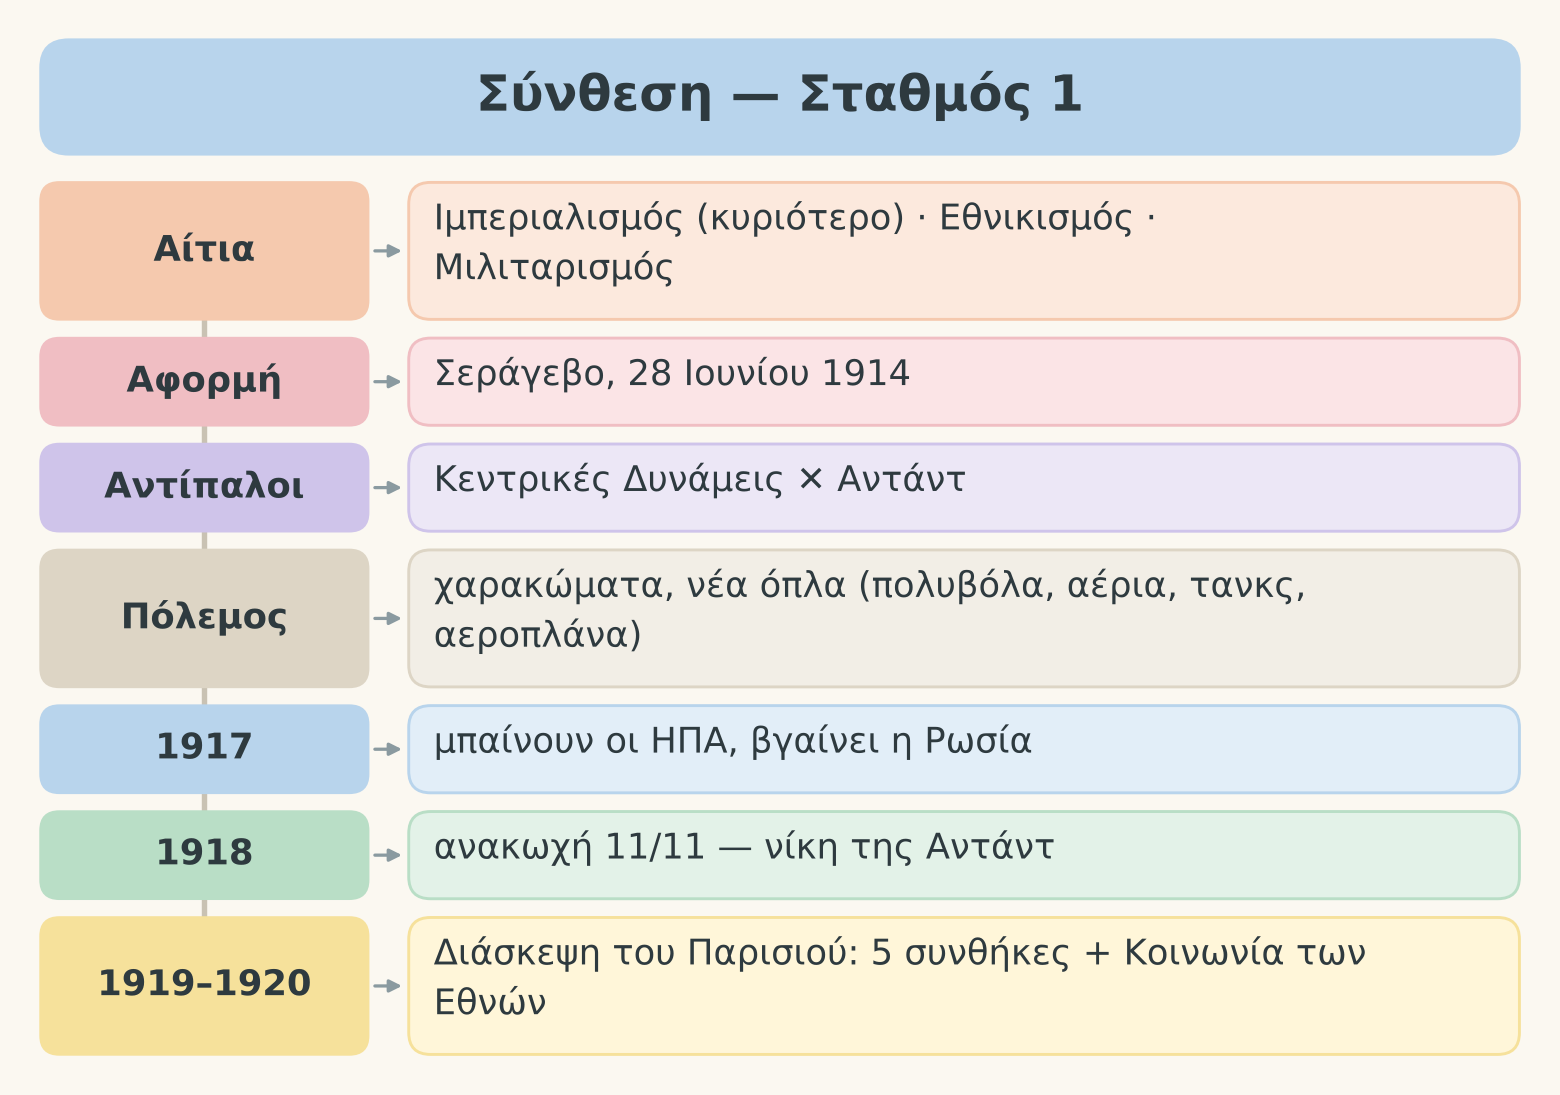 Σύνθεση — Σταθμός 1
Αίτια
Ιμπεριαλισμός (κυριότερο) · Εθνικισμός ·
Μιλιταρισμός
Αφορμή
Σεράγεβο, 28 Ιουνίου 1914
Αντίπαλοι
Κεντρικές Δυνάμεις ✕ Αντάντ
Πόλεμος
χαρακώματα, νέα όπλα (πολυβόλα, αέρια, τανκς,
αεροπλάνα)
1917
μπαίνουν οι ΗΠΑ, βγαίνει η Ρωσία
1918
ανακωχή 11/11 — νίκη της Αντάντ
1919–1920
Διάσκεψη του Παρισιού: 5 συνθήκες + Κοινωνία των
Εθνών